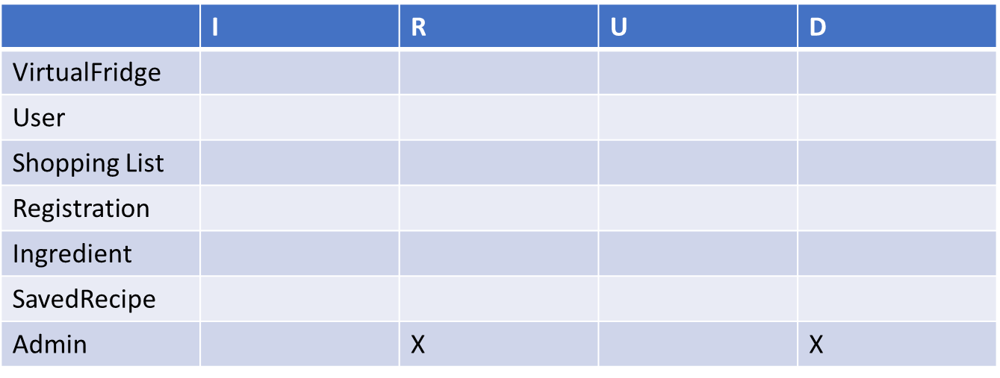 I R U D
VirtualFridge
User
Shopping List
Registration
Ingredient
SavedRecipe
Admin X X